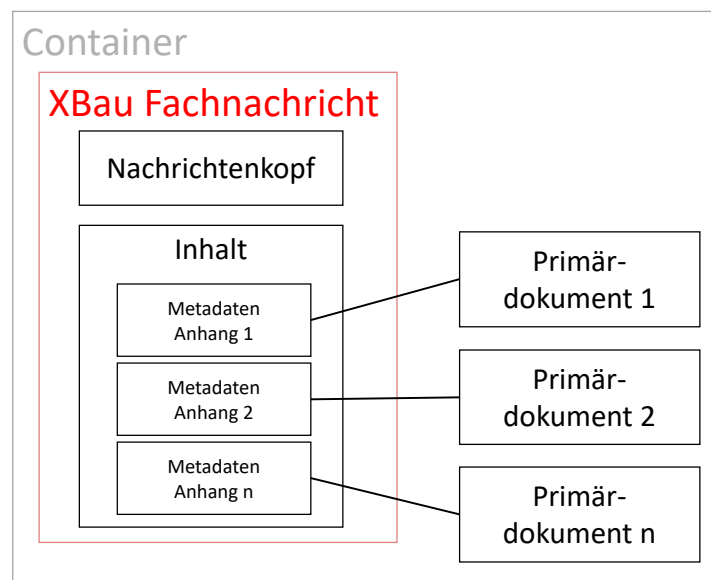 Container
XBau Fachnachricht
Nachrichtenkopf
Inhalt
Metadaten
Anhang 1
Metadaten
Anhang 2
Metadaten
Anhang n
Primär-
dokument 1
Primär-
dokument 2
Primär-
dokument n